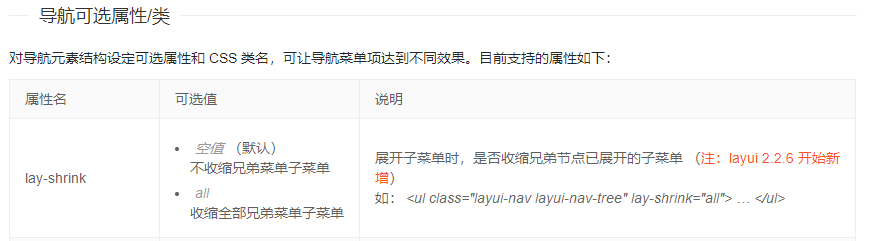 导航可选属性/类
对导航元素结构设定可选属性和 CSS 类名，可让导航菜单项达到不同效果。目前支持的属性如下：
属性名 可选值 说明
lay-shrink
• 空值 （默认）
不收缩兄弟菜单子菜单
• all
收缩全部兄弟菜单子菜单
展开子菜单时，是否收缩兄弟节点已展开的子菜单 （注：layui 2.2.6 开始新
增）
如： <ul class="layui-nav layui-nav-tree" lay-shrink="all"> … </ul>